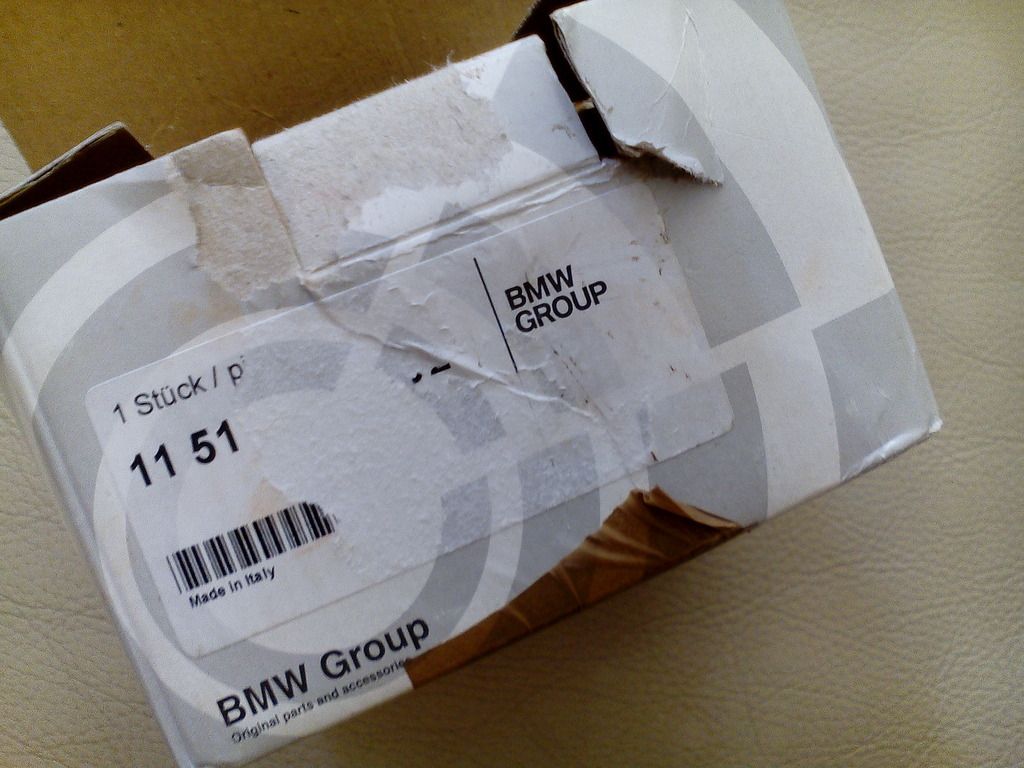 BMW
GROUP
1 Stück / p
11 51
Made in Italy
BMW Group
Original parts and accessories